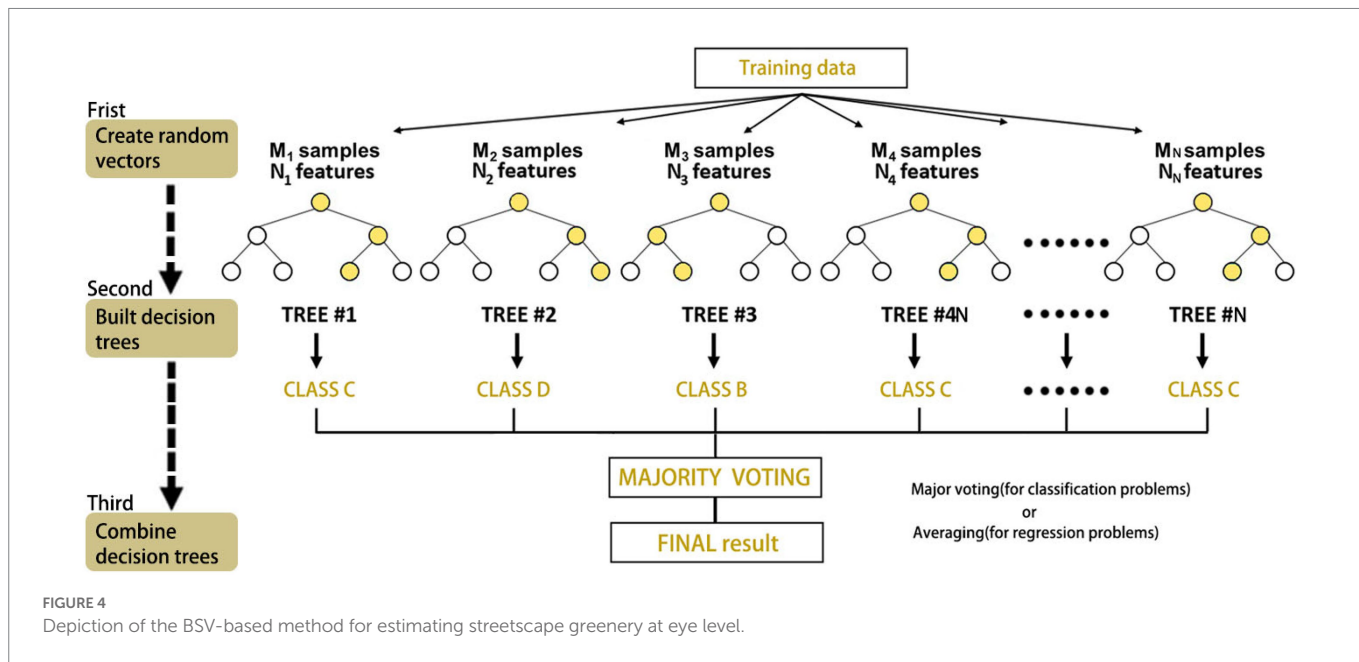 Training data
Frist
Create random
vectors
M₁ samples
N₁ features
M₂ samples
N₂ features
M₃ samples
N₃ features
M₄ samples
N₄ features
MN samples
NN features
Second
Built decision
trees
TREE #1
TREE #2
TREE #3
TREE #4N
TREE #N
CLASS C
CLASS D
CLASS B
CLASS C
CLASS C
MAJORITY VOTING
Third
Combine
decision trees
FINAL result
Major voting(for classification problems)
or
Averaging(for regression problems)
FIGURE 4
Depiction of the BSV-based method for estimating streetscape greenery at eye level.